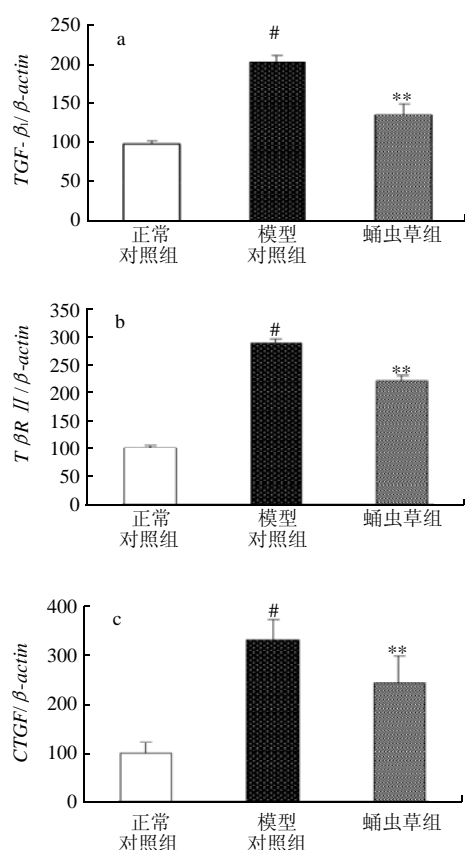 a
TGF-β₁/β-actin
250
200
150
100
50
0
#
**
正常
对照组
模型
对照组
蛹虫草组
b
TβR II/β-actin
350
300
250
200
150
100
50
0
#
**
正常
对照组
模型
对照组
蛹虫草组
c
CTGF/β-actin
400
300
200
100
0
#
**
正常
对照组
模型
对照组
蛹虫草组